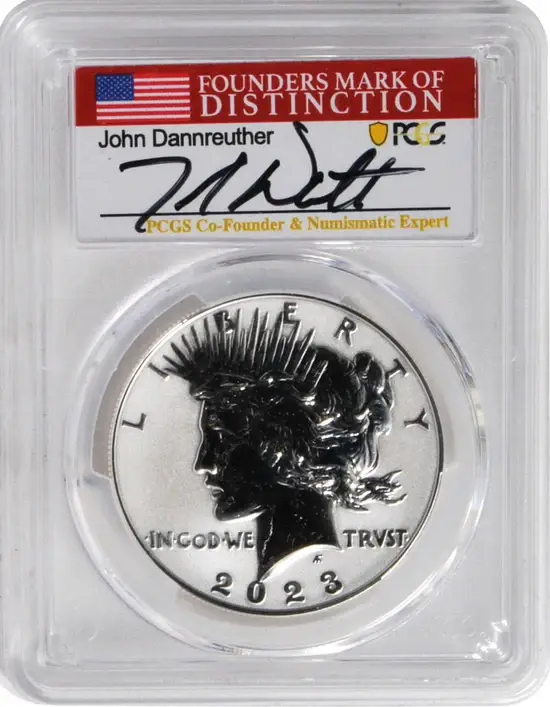 FOUNDERS MARK OF
DISTINCTION
John Dannreuther
PCGS
PCGS Co-Founder & Numismatic Expert
LIBERTY
·IN·GOD·WE TRVST·
2023